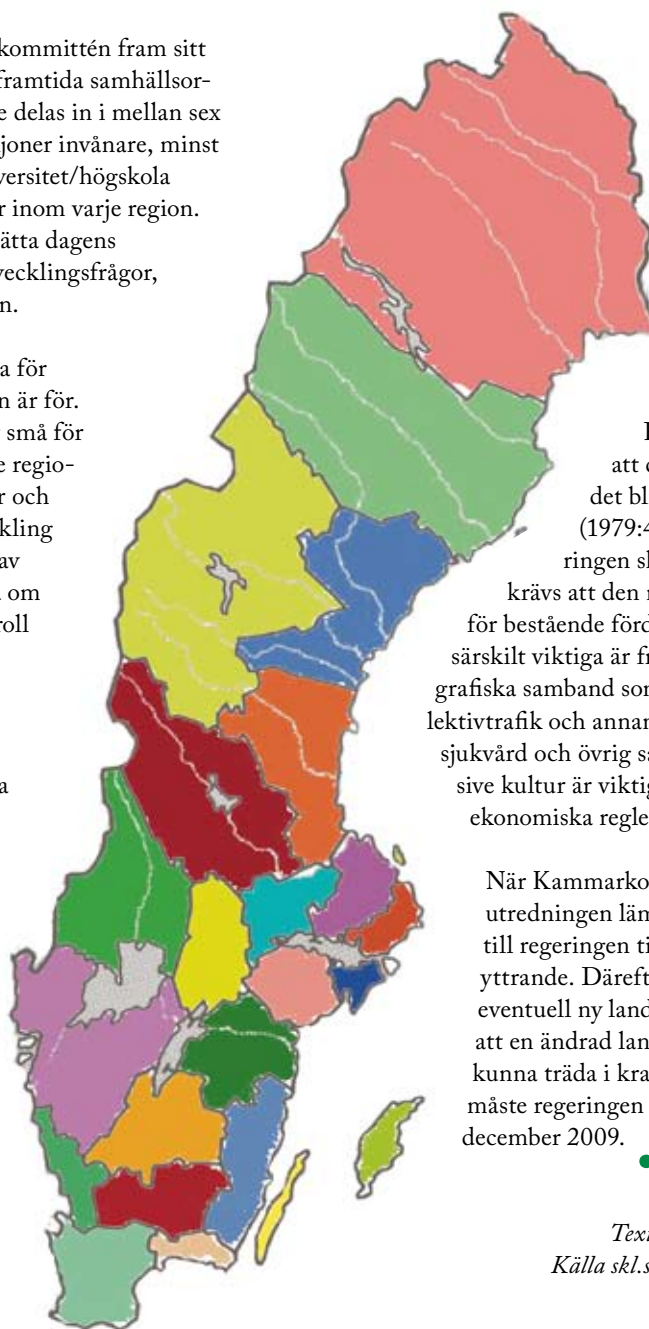 kommittén fram sitt
framtida samhällsor-
e delas in i mellan sex
joner invånare, minst
versitet/högskola
r inom varje region.
ätta dagens
vecklingsfrågor,
n.
a för
n är för.
små för
e regio-
r och
kling
av
om
roll
a
att
det bl
(1979:4
ringen sl
krävs att den
för bestående förd
särskilt viktiga är fr
grafiska samband som
lektivtrafik och annan
sjukvård och övrig sa
sive kultur är viktig
ekonomiska regle
När Kammarko
utredningen läm
till regeringen ti
yttrande. Däreft
eventuell ny land
att en ändrad lan
kunna träda i kra
måste regeringen
december 2009.
Text
Källa skl.s